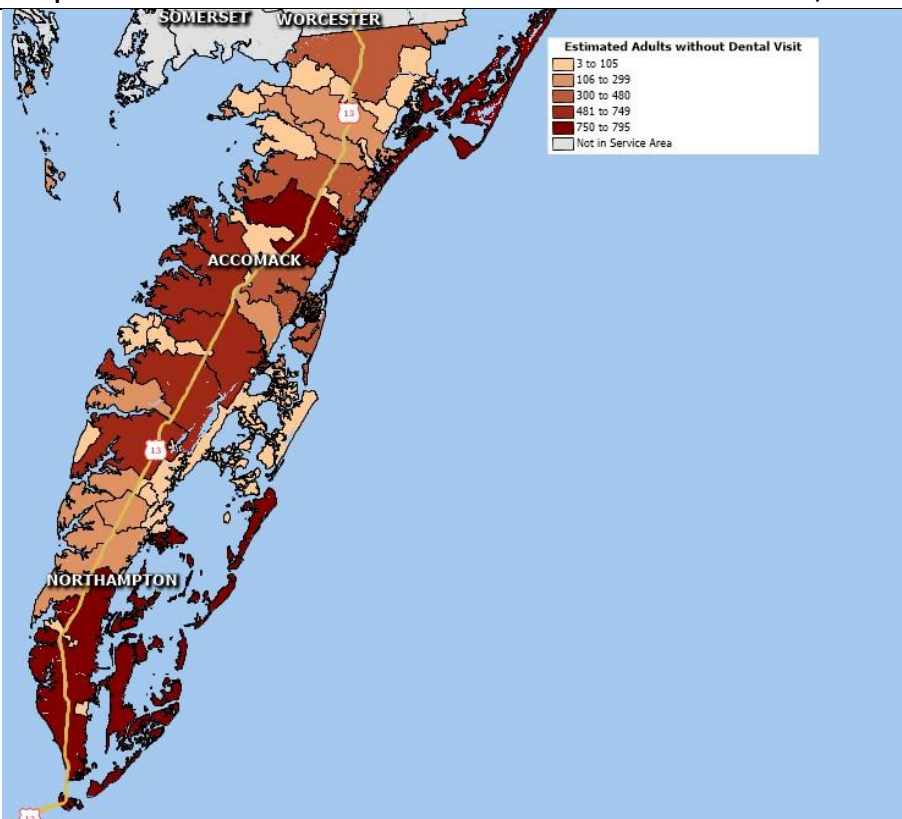 SOMERSET
WORCESTER
Estimated Adults without Dental Visit
3 to 105
106 to 299
300 to 480
481 to 749
750 to 795
Not in Service Area
13
ACCOMACK
13
NORTHAMPTON